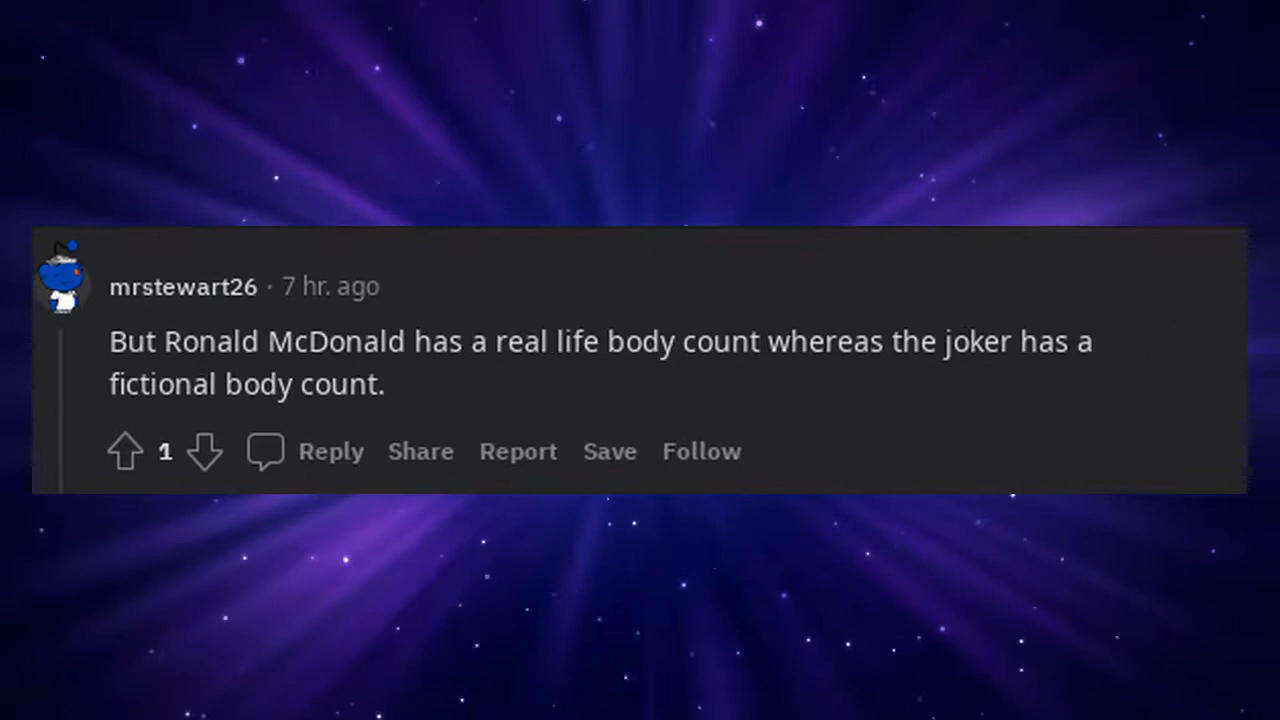 mrstewart26 · 7 hr. ago
But Ronald McDonald has a real life body count whereas the joker has a
fictional body count.
1 Reply Share Report Save Follow